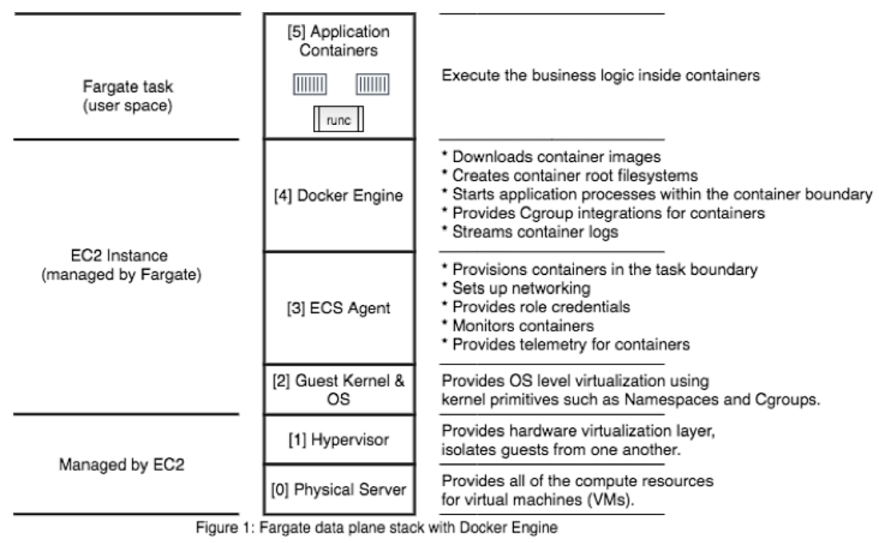 [5] Application
Containers
runc
Fargate task
(user space)
Execute the business logic inside containers
[4] Docker Engine
* Downloads container images
* Creates container root filesystems
* Starts application processes within the container boundary
* Provides Cgroup integrations for containers
* Streams container logs
EC2 Instance
(managed by Fargate)
[3] ECS Agent
* Provisions containers in the task boundary
* Sets up networking
* Provides role credentials
* Monitors containers
* Provides telemetry for containers
[2] Guest Kernel &
OS
Provides OS level virtualization using
kernel primitives such as Namespaces and Cgroups.
[1] Hypervisor
Provides hardware virtualization layer,
isolates guests from one another.
Managed by EC2
[0] Physical Server
Provides all of the compute resources
for virtual machines (VMs).
Figure 1: Fargate data plane stack with Docker Engine